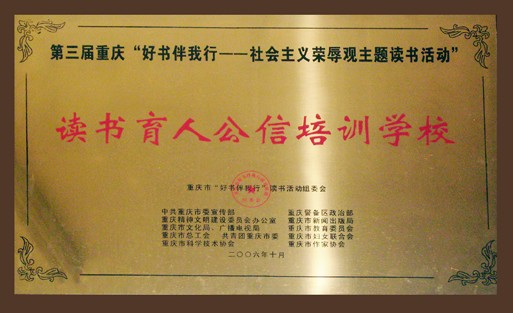 第三届重庆“好书伴我行——社会主义荣辱观主题读书活动”
读书育人公信培训学校
重庆市“好书伴我行”读书活动组委会
中共重庆市委宣传部 重庆警备区政治部
重庆精神文明建设委员会办公室 重庆市新闻出版局
重庆市文化局、广播电视局 重庆市教育委员会
重庆市总工会 共青团重庆市委 重庆市妇女联合会
重庆市科学技术协会 重庆市作家协会
二〇〇六年十月